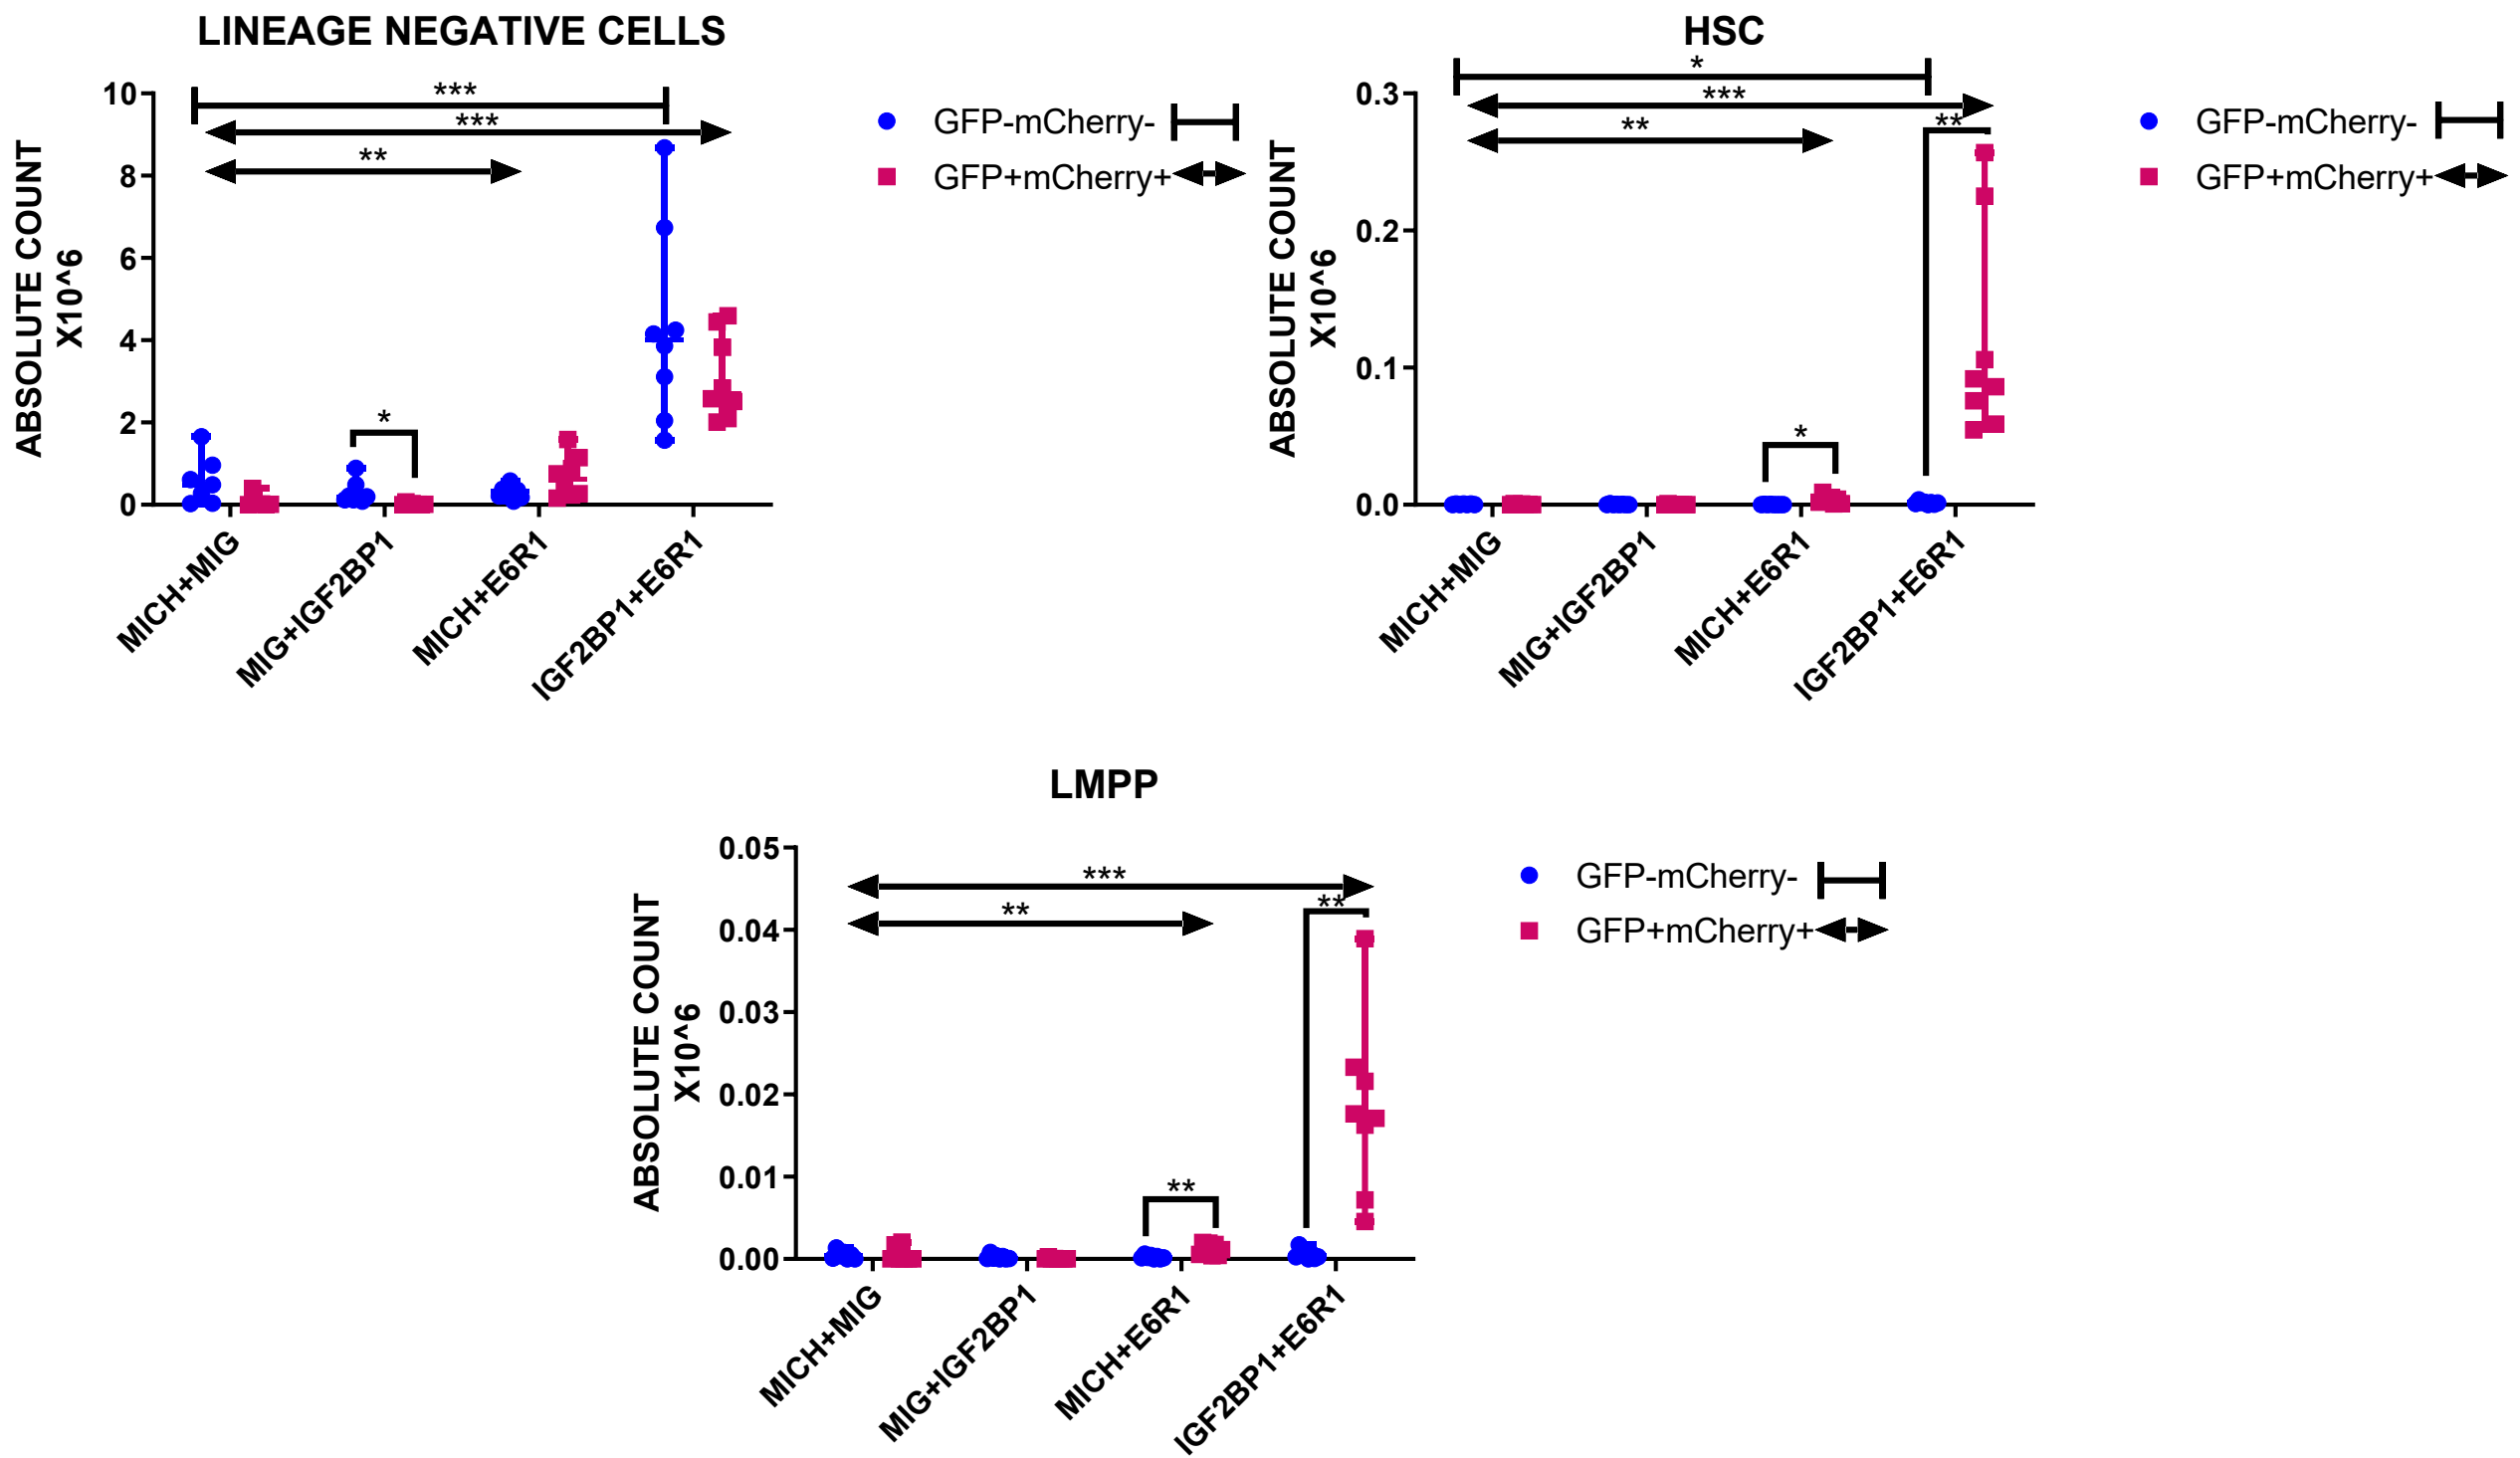 LINEAGE NEGATIVE CELLS
ABSOLUTE COUNT
X10^6
10
8
6
4
2
0
***
***
**
*
MICH+MIG
MIG+IGF2BP1
MICH+E6R1
IGF2BP1+E6R1
GFP-mCherry-
GFP+mCherry+
HSC
ABSOLUTE COUNT
X10^6
0.3
0.2
0.1
0.0
*
***
**
**
*
MICH+MIG
MIG+IGF2BP1
MICH+E6R1
IGF2BP1+E6R1
GFP-mCherry-
GFP+mCherry+
LMPP
ABSOLUTE COUNT
X10^6
0.05
0.04
0.03
0.02
0.01
0.00
***
**
**
**
MICH+MIG
MIG+IGF2BP1
MICH+E6R1
IGF2BP1+E6R1
GFP-mCherry-
GFP+mCherry+